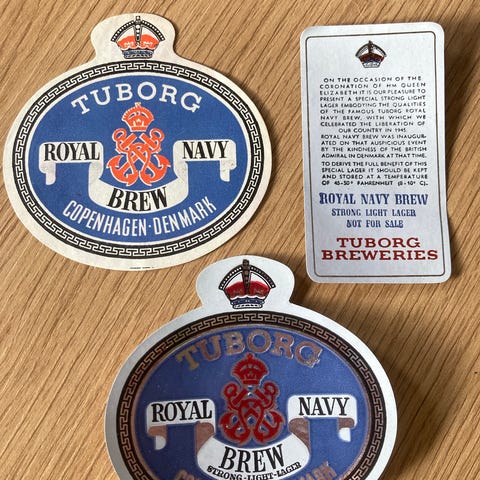 TUBORG
ROYAL NAVY
BREW
COPENHAGEN·DENMARK
ON THE OCCASION OF THE
CORONATION OF HM QUEEN
ELIZABETH IT IS OUR PLEASURE TO
PRESENT A SPECIAL STRONG LIGHT
LAGER EMBODYING THE QUALITIES
OF THE FAMOUS TUBORG ROYAL
NAVY BREW, WITH WHICH WE
CELEBRATED THE LIBERATION OF
OUR COUNTRY IN 1945.
ROYAL NAVY BREW WAS INAUGUR-
ATED ON THAT AUSPICIOUS EVENT
BY THE KINDNESS OF THE BRITISH
ADMIRAL IN DENMARK AT THAT TIME.
TO DERIVE THE FULL BENEFIT OF THIS
SPECIAL LAGER IT SHOULD BE KEPT
AND STORED AT A TEMPERATURE
OF 45-50° FAHRENHEIT (8-10° C).
ROYAL NAVY BREW
STRONG LIGHT LAGER
NOT FOR SALE
TUBORG
BREWERIES
TUBORG
ROYAL NAVY
BREW
STRONG-LIGHT-LAGER